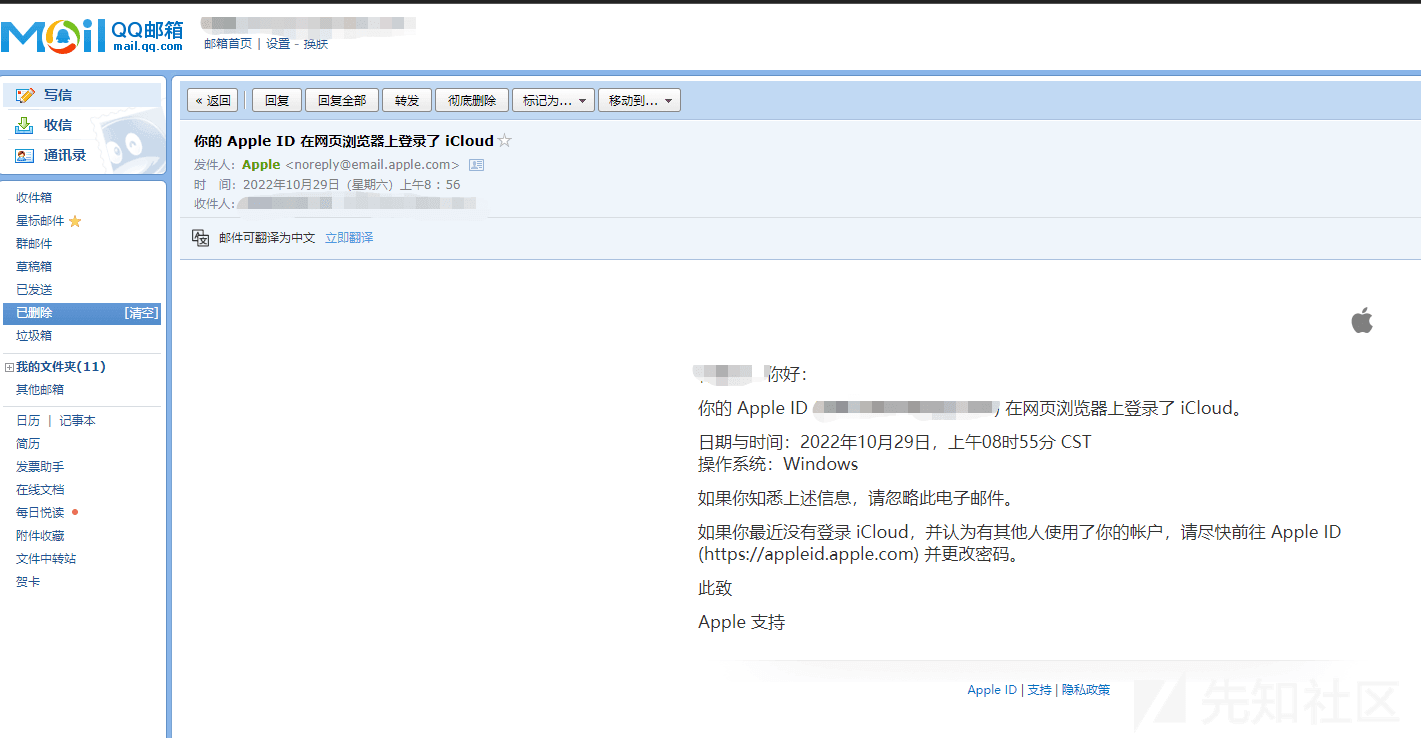 Mail QQ邮箱
mail.qq.com
邮箱首页 | 设置 - 换肤
写信
收信
通讯录
收件箱
星标邮件
群邮件
草稿箱
已发送
已删除 [清空]
垃圾箱
我的文件夹(11)
其他邮箱
日历 | 记事本
简历
发票助手
在线文档
每日悦读
附件收藏
文件中转站
贺卡
« 返回 回复 回复全部 转发 彻底删除 标记为... 移动到...
你的 Apple ID 在网页浏览器上登录了 iCloud
发件人：Apple <noreply@email.apple.com>
时 间：2022年10月29日（星期六）上午8：56
收件人：
邮件可翻译为中文 立即翻译
你好：
你的 Apple ID ) 在网页浏览器上登录了 iCloud。
日期与时间：2022年10月29日，上午08时55分 CST
操作系统：Windows
如果你知悉上述信息，请忽略此电子邮件。
如果你最近没有登录 iCloud，并认为有其他人使用了你的帐户，请尽快前往 Apple ID
(https://appleid.apple.com) 并更改密码。
此致
Apple 支持
Apple ID | 支持 | 隐私政策
先知社区